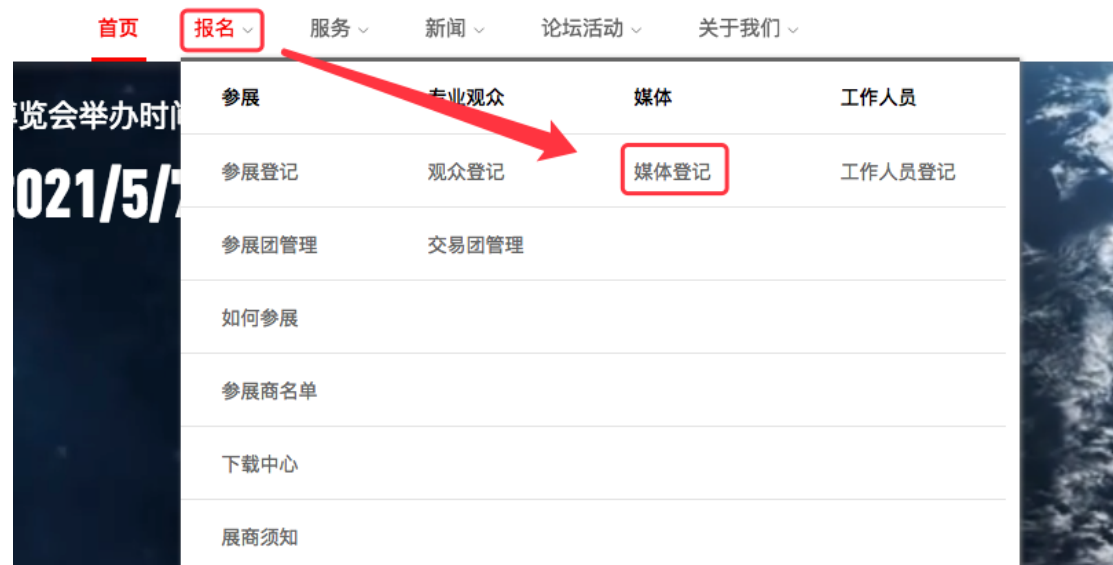 首页 报名 服务 新闻 论坛活动 关于我们
览会举办时间
2021/5/7
参展 专业观众 媒体 工作人员
参展登记 观众登记 媒体登记 工作人员登记
参展团管理 交易团管理
如何参展
参展商名单
下载中心
展商须知